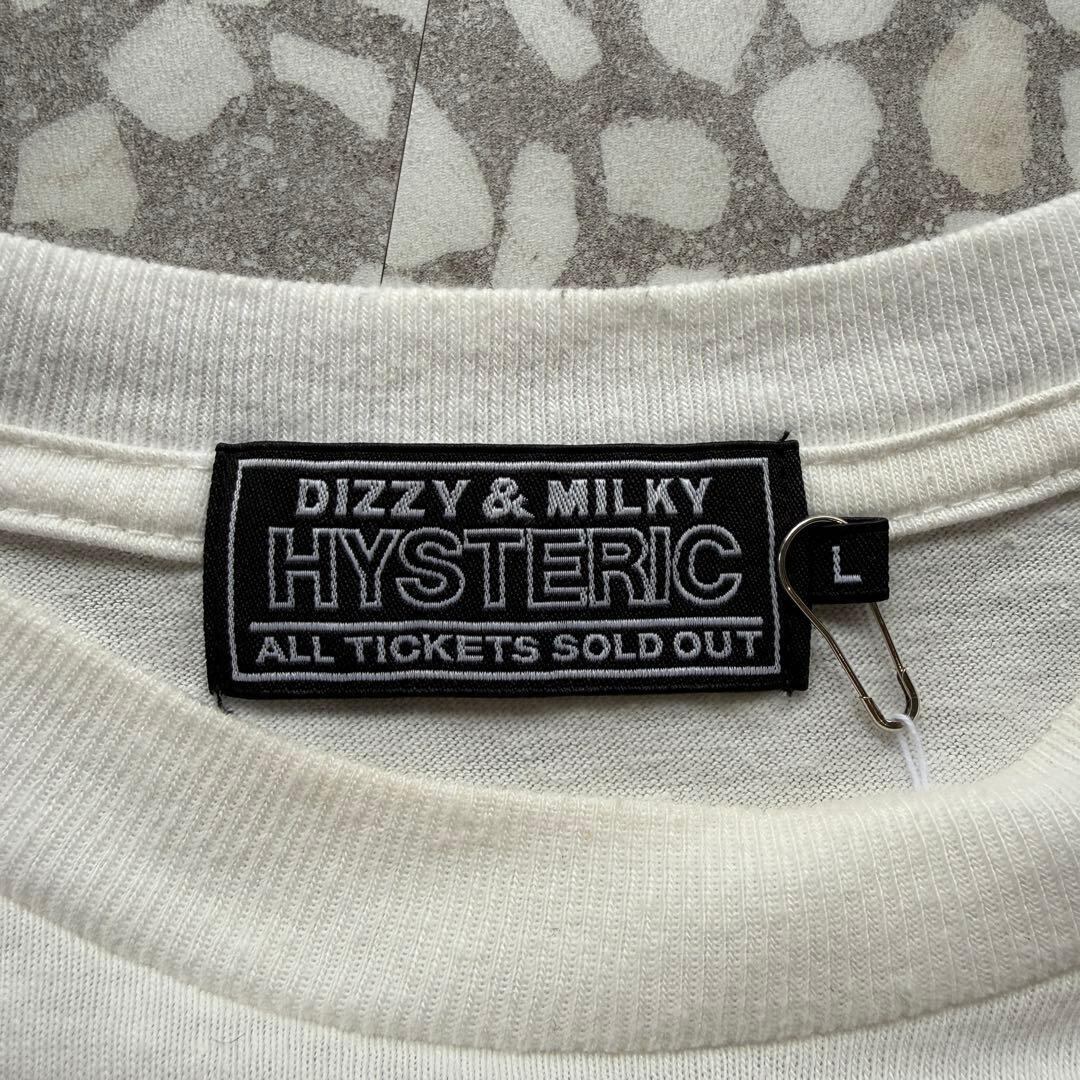 DIZZY & MILKY
HYSTERIC
ALL TICKETS SOLD OUT
L